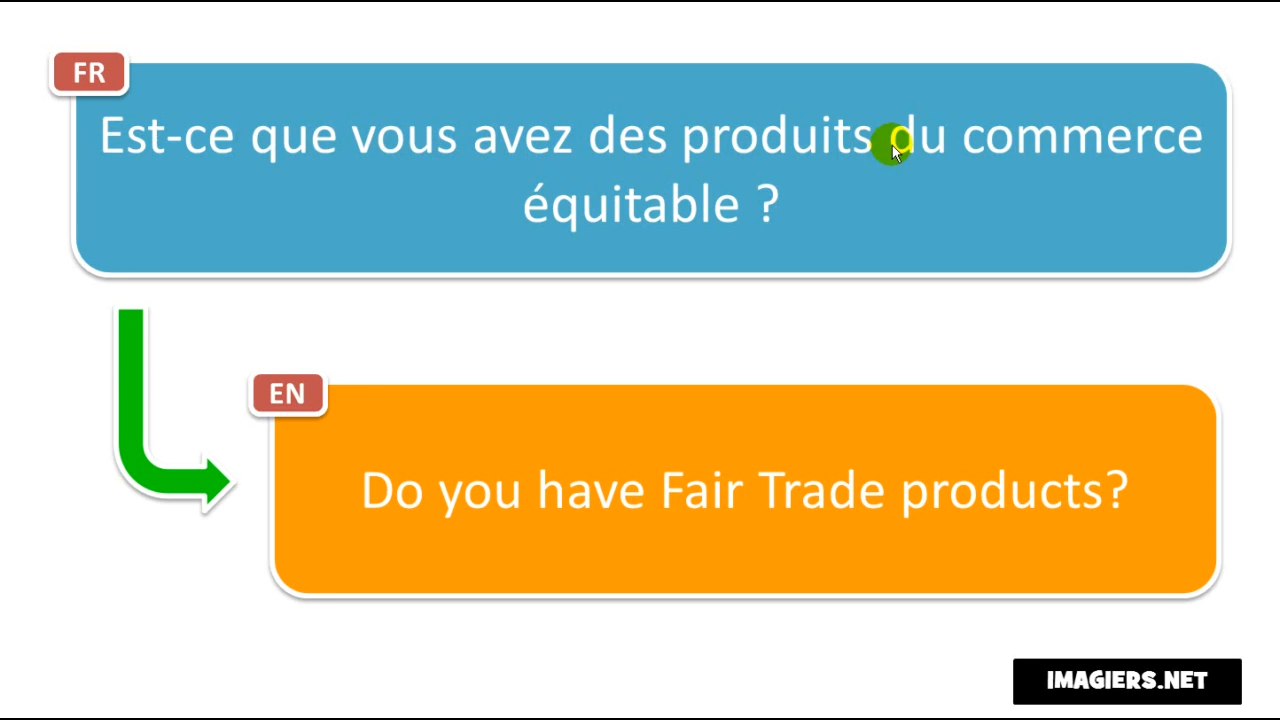 FR
Est-ce que vous avez des produits du commerce
équitable ?
EN
Do you have Fair Trade products?
IMAGIERS.NET